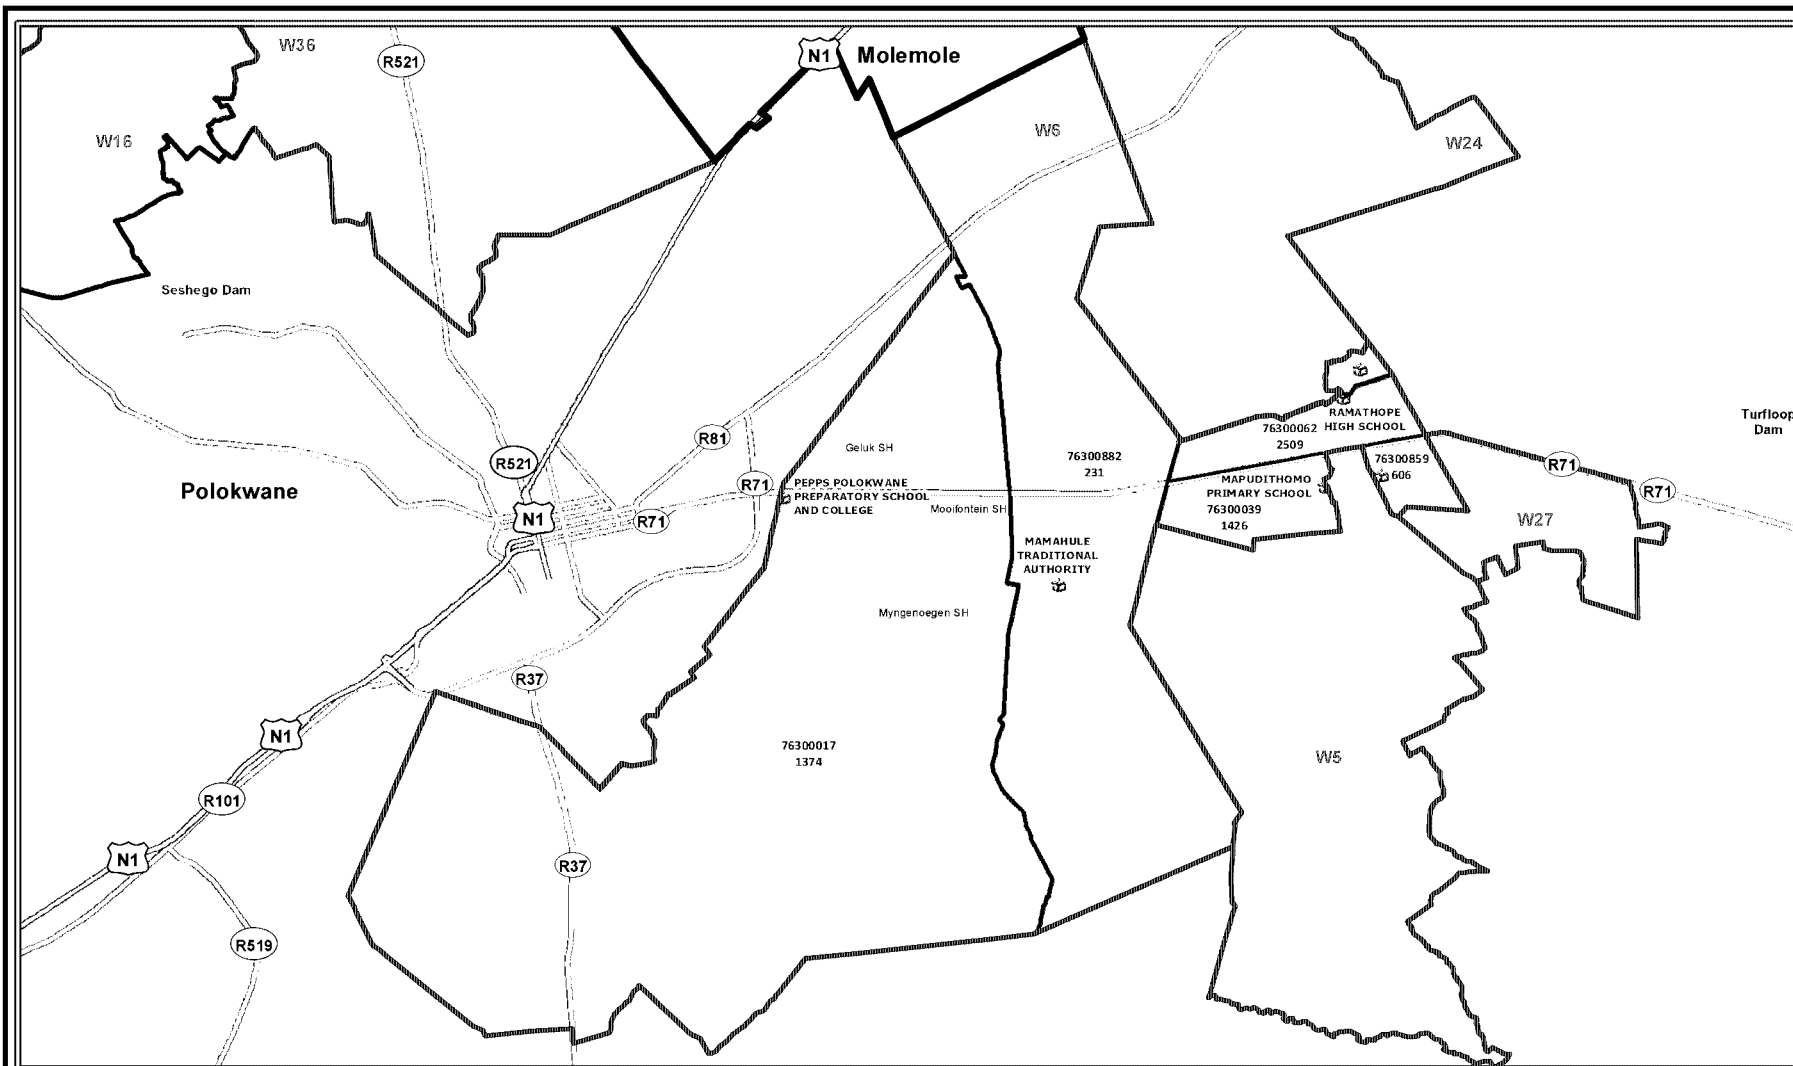 W36
R521
N1
Molemole
W6
W16
W24
Seshego Dam
Turfloop
Dam
RAMATHOPE
HIGH SCHOOL
76300062
2509
R81
Geluk SH
R521
76300882
231
76300859
606
R71
R71
R71
Polokwane
PEPPS POLOKWANE
PREPARATORY SCHOOL
AND COLLEGE
MAPUDITHOMO
PRIMARY SCHOOL
76300039
1426
Mooifontein SH
N1
R71
W27
MAMAHULE
TRADITIONAL
AUTHORITY
Myngenoegen SH
R37
N1
76300017
1374
W5
R101
N1
R37
R519